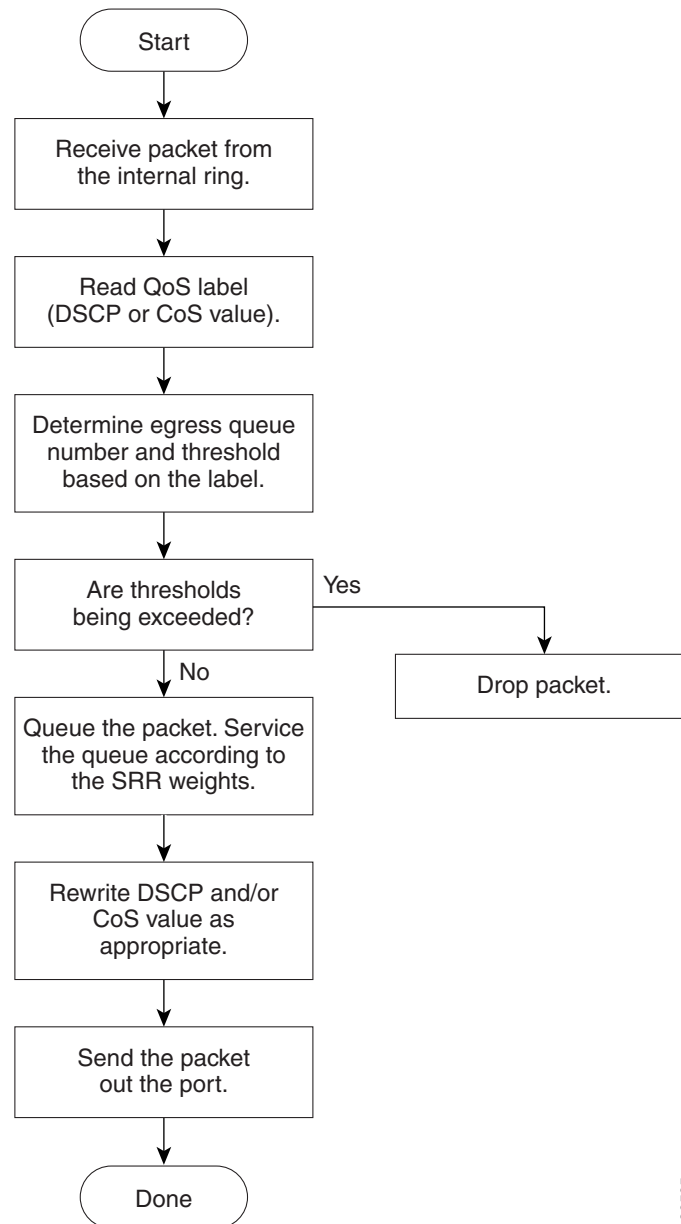 Start
Receive packet from
the internal ring.
Read QoS label
(DSCP or CoS value).
Determine egress queue
number and threshold
based on the label.
Are thresholds
being exceeded?
Yes
Drop packet.
No
Queue the packet. Service
the queue according to
the SRR weights.
Rewrite DSCP and/or
CoS value as
appropriate.
Send the packet
out the port.
Done